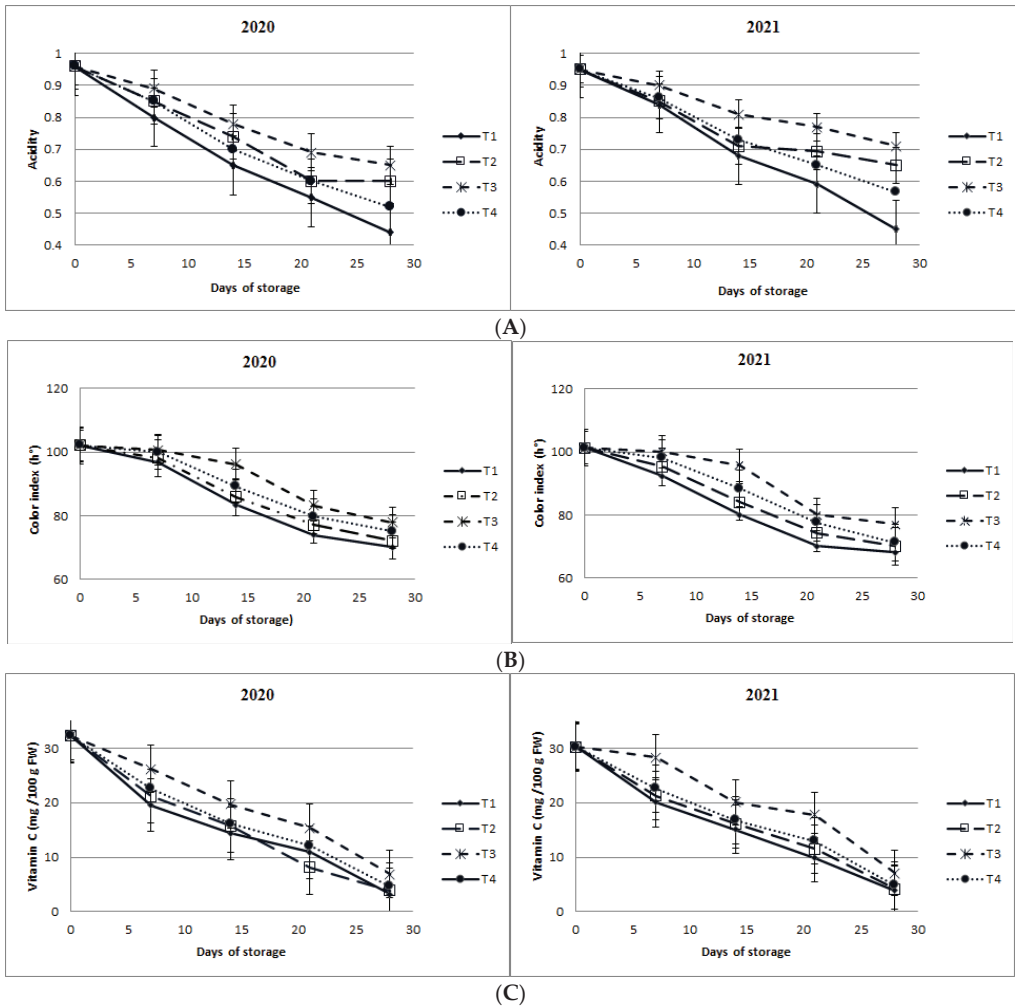 2020
1
0.9
0.8
0.7
0.6
0.5
0.4
Acidity
0 5 10 15 20 25 30
Days of storage
T1
T2
T3
T4
2021
1
0.9
0.8
0.7
0.6
0.5
0.4
Acidity
0 5 10 15 20 25 30
Days of storage
T1
T2
T3
T4
(A)
2020
120
100
80
60
Color index (h°)
0 5 10 15 20 25 30
Days of storage)
T1
T2
T3
T4
2021
120
100
80
60
Color index (h°)
0 5 10 15 20 25 30
Days of storage
T1
T2
T3
T4
(B)
2020
30
20
10
0
Vitamin C (mg /100 g FW)
0 5 10 15 20 25 30
Days of storage
T1
T2
T3
T4
2021
30
20
10
0
Vitamin C (mg /100 g FW)
0 5 10 15 20 25 30
Days of storage
T1
T2
T3
T4
(C)